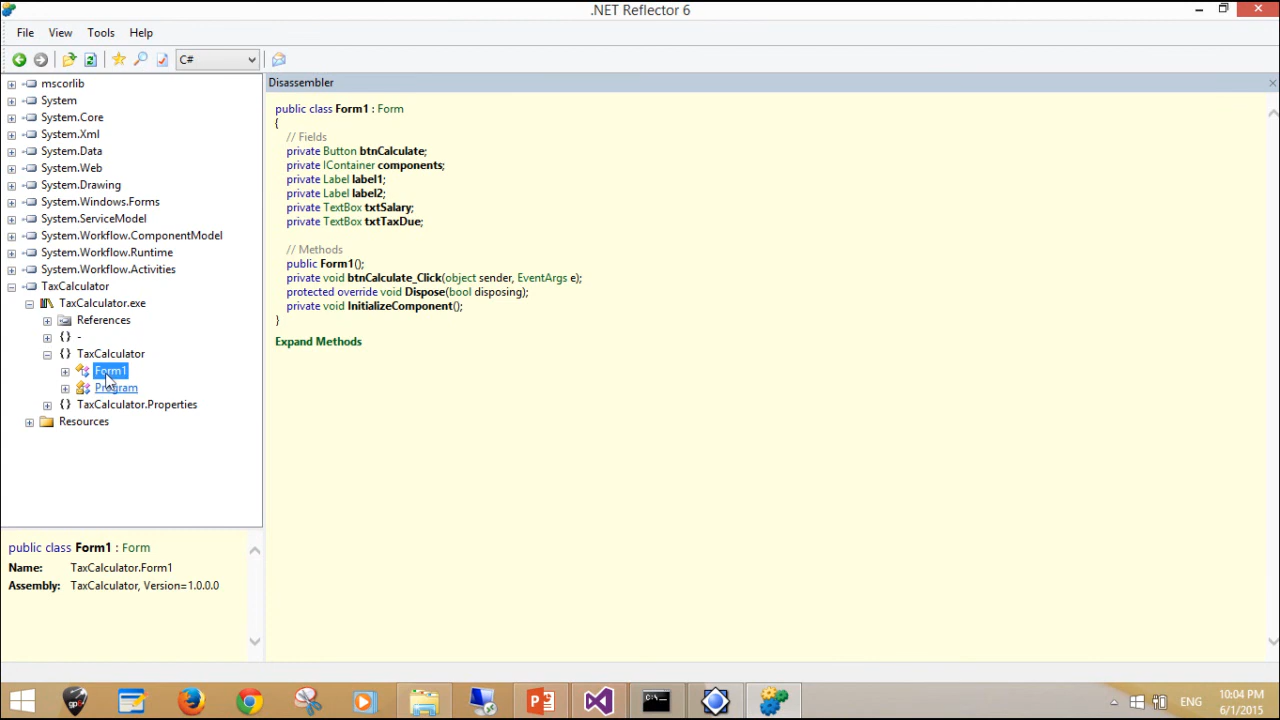 .NET Reflector 6
File View Tools Help
C#
mscorlib
System
System.Core
System.Xml
System.Data
System.Web
System.Drawing
System.Windows.Forms
System.ServiceModel
System.Workflow.ComponentModel
System.Workflow.Runtime
System.Workflow.Activities
TaxCalculator
TaxCalculator.exe
References
{ } -
{ } TaxCalculator
Form1
Program
{ } TaxCalculator.Properties
Resources
public class Form1 : Form
Name: TaxCalculator.Form1
Assembly: TaxCalculator, Version=1.0.0.0
Disassembler
public class Form1 : Form
{
// Fields
private Button btnCalculate;
private IContainer components;
private Label label1;
private Label label2;
private TextBox txtSalary;
private TextBox txtTaxDue;
// Methods
public Form1();
private void btnCalculate_Click(object sender, EventArgs e);
protected override void Dispose(bool disposing);
private void InitializeComponent();
}
Expand Methods
ENG
10:04 PM
6/1/2015